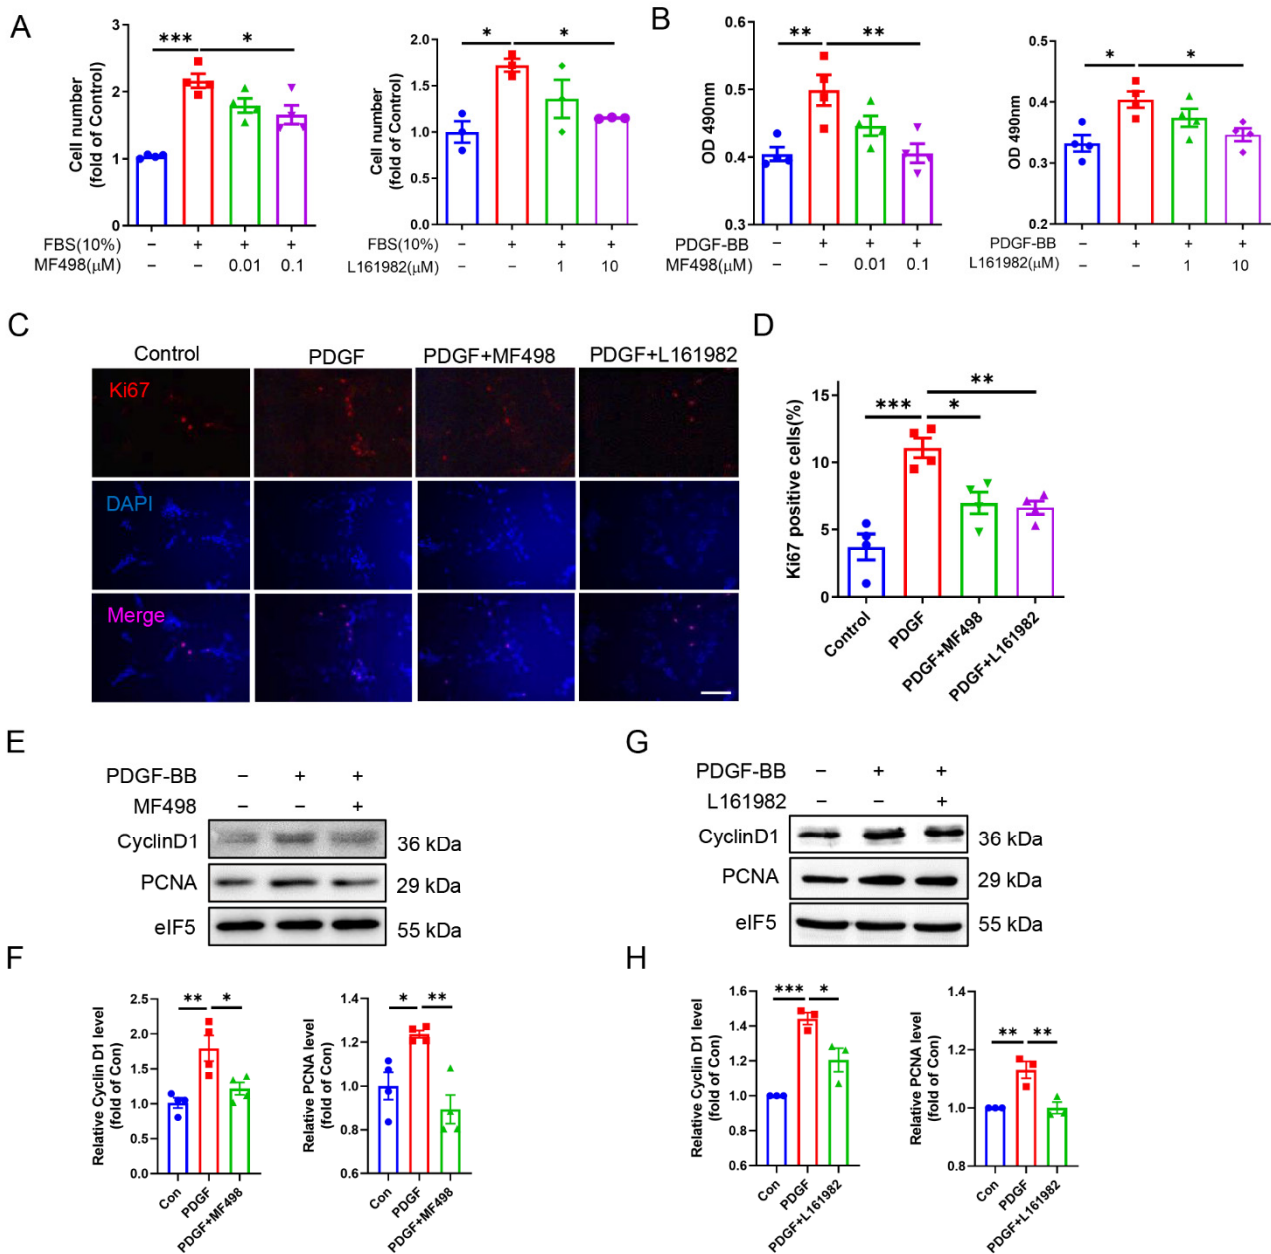 A
Cell number
(fold of Control)
3
2
1
0
***
*
FBS(10%) – + + +
MF498(μM) – – 0.01 0.1
Cell number
(fold of Control)
2.0
1.5
1.0
0.5
0.0
*
*
FBS(10%) – + + +
L161982(μM) – – 1 10
B
OD 490nm
0.6
0.5
0.4
0.3
**
**
PDGF-BB – + + +
MF498(μM) – – 0.01 0.1
OD 490nm
0.5
0.4
0.3
0.2
*
*
PDGF-BB – + + +
L161982(μM) – – 1 10
C
Control PDGF PDGF+MF498 PDGF+L161982
Ki67
DAPI
Merge
D
Ki67 positive cells(%)
15
10
5
0
***
*
**
Control
PDGF
PDGF+MF498
PDGF+L161982
E
PDGF-BB – + +
MF498 – – +
CyclinD1 36 kDa
PCNA 29 kDa
eIF5 55 kDa
G
PDGF-BB – + +
L161982 – – +
CyclinD1 36 kDa
PCNA 29 kDa
eIF5 55 kDa
F
Relative Cyclin D1 level
(fold of Con)
2.5
2.0
1.5
1.0
0.5
0.0
**
*
Con
PDGF
PDGF+MF498
Relative PCNA level
(fold of Con)
1.4
1.2
1.0
0.8
0.6
*
**
Con
PDGF
PDGF+MF498
H
Relative Cyclin D1 level
(fold of Con)
1.6
1.4
1.2
1.0
0.8
0.6
***
*
Con
PDGF
PDGF+L161982
Relative PCNA level
(fold of Con)
1.4
1.2
1.0
0.8
**
**
Con
PDGF
PDGF+L161982